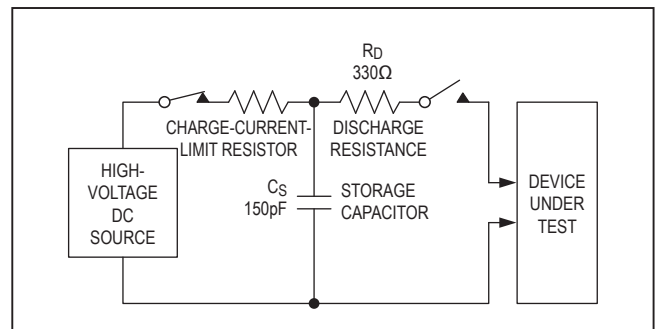 RD
330Ω
CHARGE-CURRENT-
LIMIT RESISTOR
DISCHARGE
RESISTANCE
HIGH-
VOLTAGE
DC
SOURCE
CS
150pF
STORAGE
CAPACITOR
DEVICE
UNDER
TEST